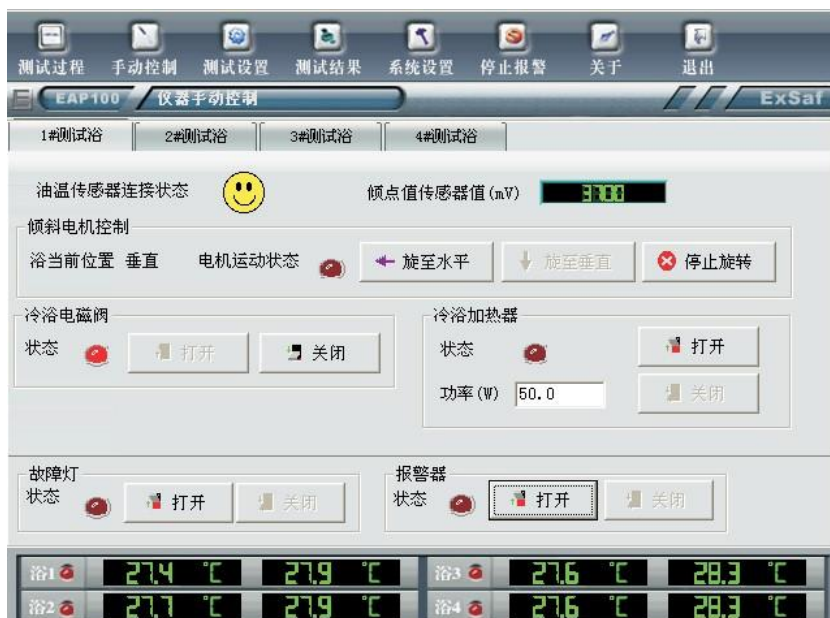 测试过程 手动控制 测试设置 测试结果 系统设置 停止报警 关于 退出
EAP100 仪器手动控制 ExSaf
1#测试浴 2#测试浴 3#测试浴 4#测试浴
油温传感器连接状态 倾点值传感器值(mV) 3700
倾斜电机控制
浴当前位置 垂直 电机运动状态 旋至水平 旋至垂直 停止旋转
冷浴电磁阀 冷浴加热器
状态 打开 关闭 状态 打开
功率(W) 50.0 关闭
故障灯 报警器
状态 打开 关闭 状态 打开 关闭
浴1 27.4 ℃ 27.9 ℃ 浴3 27.6 ℃ 28.3 ℃
浴2 27.7 ℃ 27.9 ℃ 浴4 27.6 ℃ 28.3 ℃